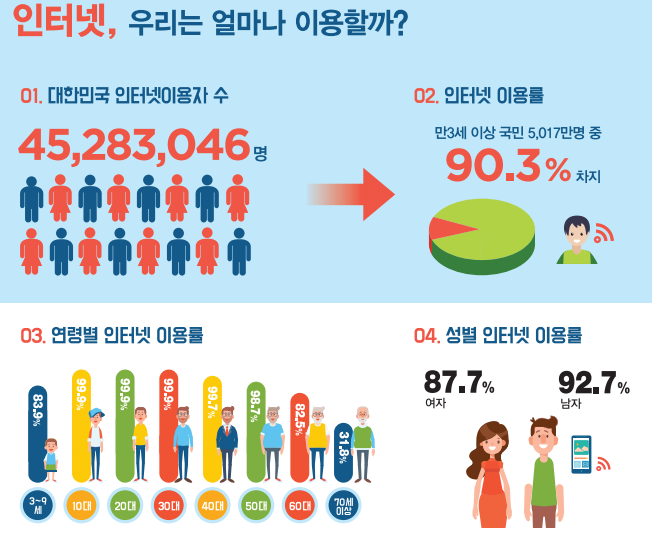 인터넷, 우리는 얼마나 이용할까?
01. 대한민국 인터넷이용자 수
45,283,046명
02. 인터넷 이용률
만3세 이상 국민 5,017만명 중
90.3% 차지
03. 연령별 인터넷 이용률
83.9%
99.9%
99.9%
99.9%
99.7%
98.7%
82.5%
31.8%
3~9
세
10대
20대
30대
40대
50대
60대
70세
이상
04. 성별 인터넷 이용률
87.7%
여자
92.7%
남자